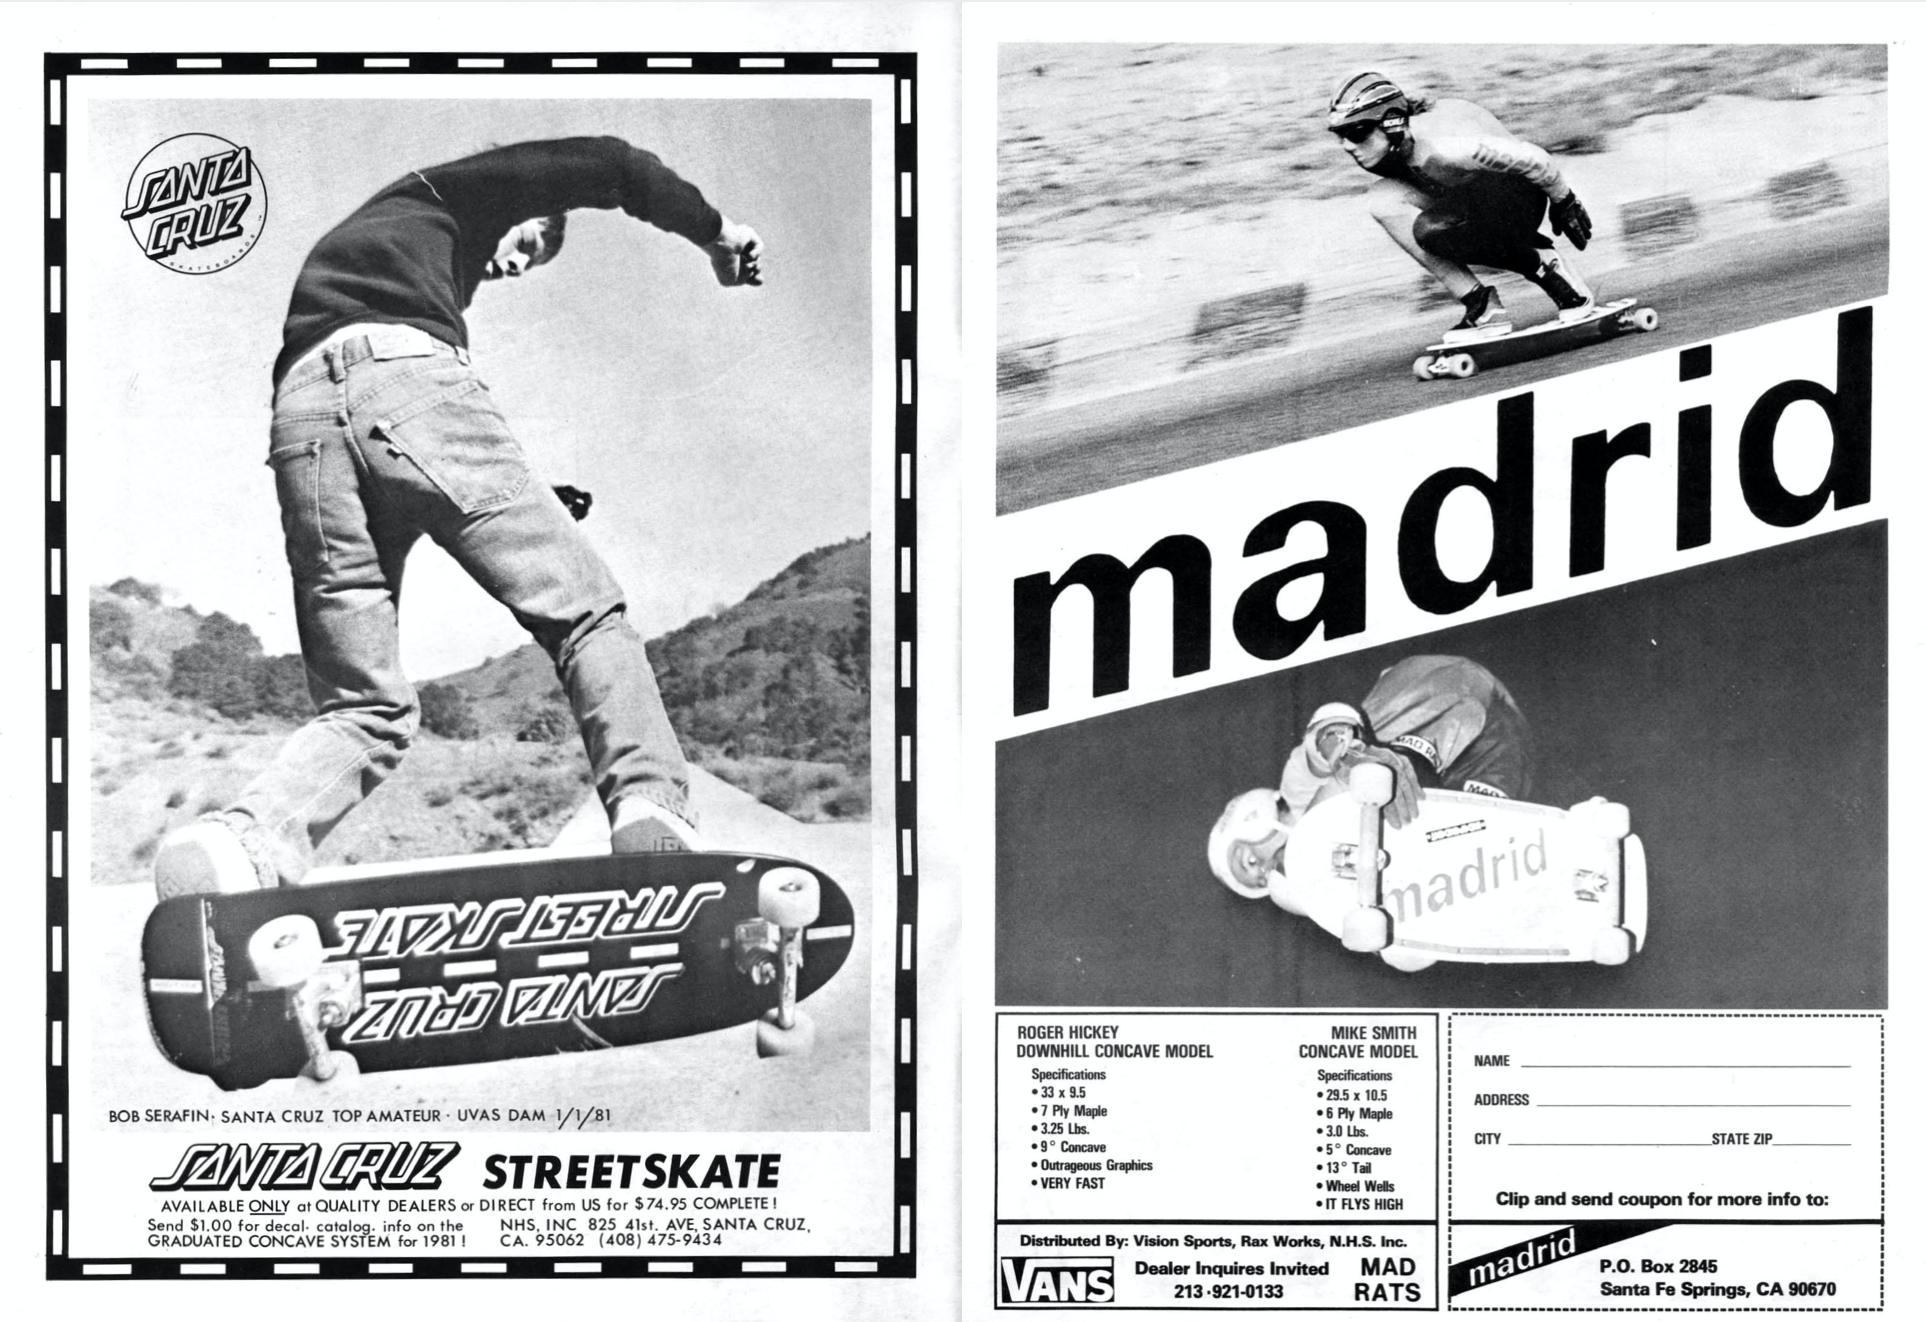 SANTA
CRUZ
SKATEBOARDS
STREET SKATE
SANTA CRUZ
BOB SERAFIN· SANTA CRUZ TOP AMATEUR · UVAS DAM 1/1/81
SANTA CRUZ STREETSKATE
AVAILABLE ONLY at QUALITY DEALERS or DIRECT from US for $74.95 COMPLETE!
Send $1.00 for decal· catalog· info on the
GRADUATED CONCAVE SYSTEM for 1981!
NHS, INC 825 41st. AVE, SANTA CRUZ,
CA. 95062 (408) 475-9434
madrid
MAD
madrid
ROGER HICKEY
DOWNHILL CONCAVE MODEL
Specifications
• 33 x 9.5
• 7 Ply Maple
• 3.25 Lbs.
• 9° Concave
• Outrageous Graphics
• VERY FAST
MIKE SMITH
CONCAVE MODEL
Specifications
• 29.5 x 10.5
• 6 Ply Maple
• 3.0 Lbs.
• 5° Concave
• 13° Tail
• Wheel Wells
• IT FLYS HIGH
Distributed By: Vision Sports, Rax Works, N.H.S. Inc.
VANS
Dealer Inquires Invited
213·921-0133
MAD
RATS
NAME
ADDRESS
CITY STATE ZIP
Clip and send coupon for more info to:
madrid
P.O. Box 2845
Santa Fe Springs, CA 90670